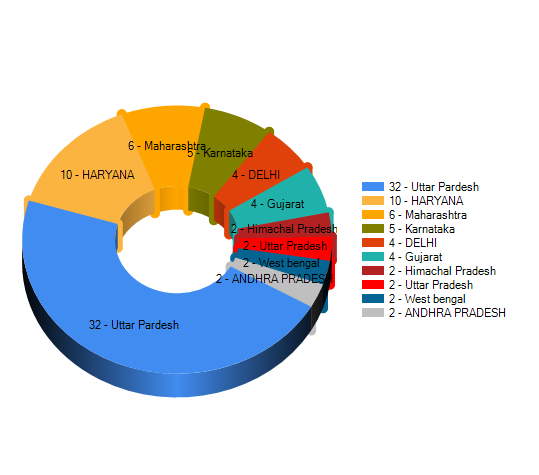 6 - Maharashtra
5 - Karnataka
10 - HARYANA
4 - DELHI
4 - Gujarat
2 - Himachal Pradesh
2 - Uttar Pradesh
2 - West bengal
2 - ANDHRA PRADESH
32 - Uttar Pardesh
32 - Uttar Pardesh
10 - HARYANA
6 - Maharashtra
5 - Karnataka
4 - DELHI
4 - Gujarat
2 - Himachal Pradesh
2 - Uttar Pradesh
2 - West bengal
2 - ANDHRA PRADESH